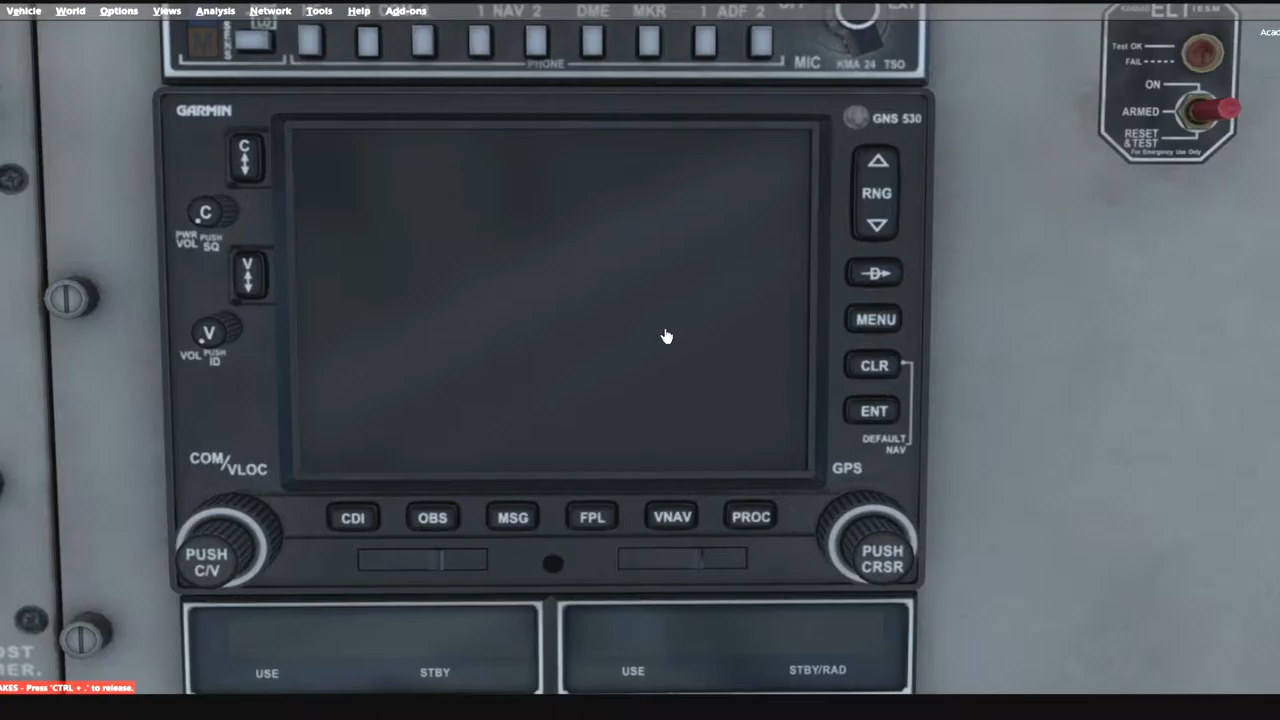 Vehicle World Options Views Analysis Network Tools Help Add-ons
Acad
1 NAV 2 DME MKR ADF 2
EXT
PHONE
MIC KMA 24 TSO
ELT
Test OK
FAIL
ON
ARMED
RESET
& TEST
For Emergency Use Only
GARMIN
GNS 530
C
RNG
C
PWR
VOL
PUSH
SQ
D
V
MENU
V
VOL
PUSH
ID
CLR
ENT
DEFAULT
NAV
COM/VLOC
GPS
CDI OBS MSG FPL VNAV PROC
PUSH
C/V
PUSH
CRSR
USE STBY
USE STBY/RAD
AKES - Press 'CTRL + .' to release.